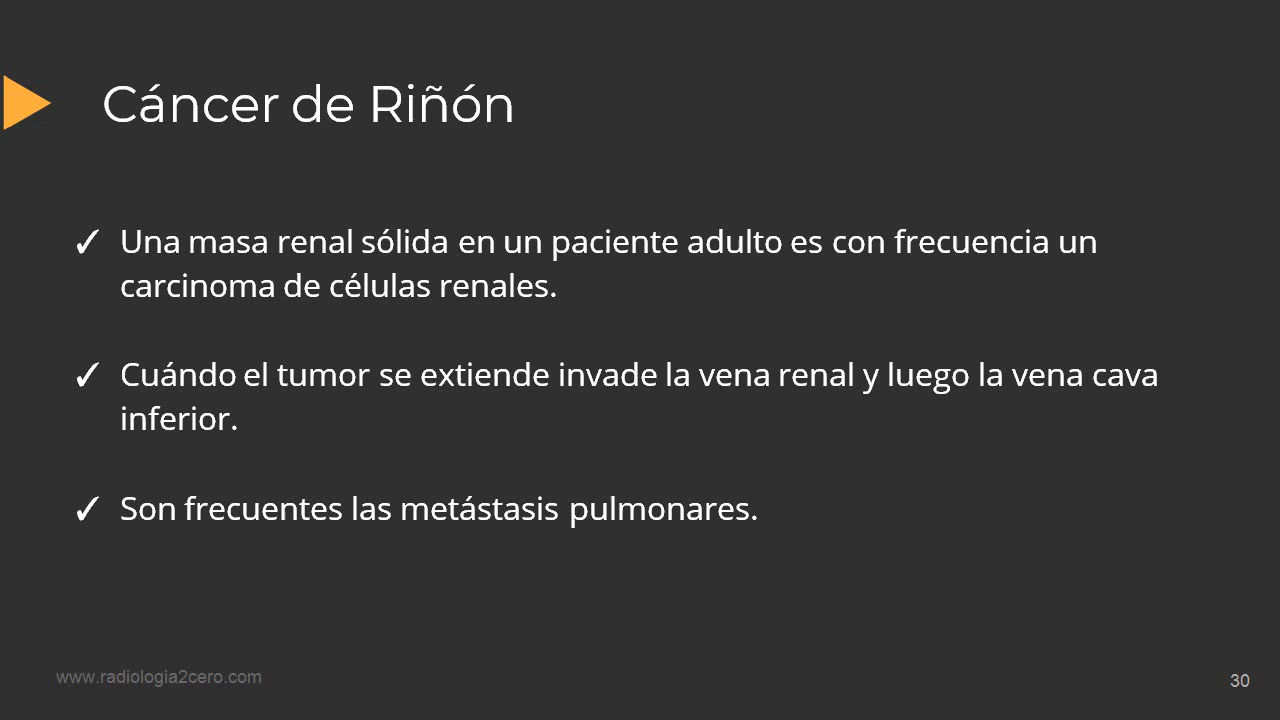 Cáncer de Riñón
✓ Una masa renal sólida en un paciente adulto es con frecuencia un
carcinoma de células renales.
✓ Cuándo el tumor se extiende invade la vena renal y luego la vena cava
inferior.
✓ Son frecuentes las metástasis pulmonares.
www.radiologia2cero.com
30